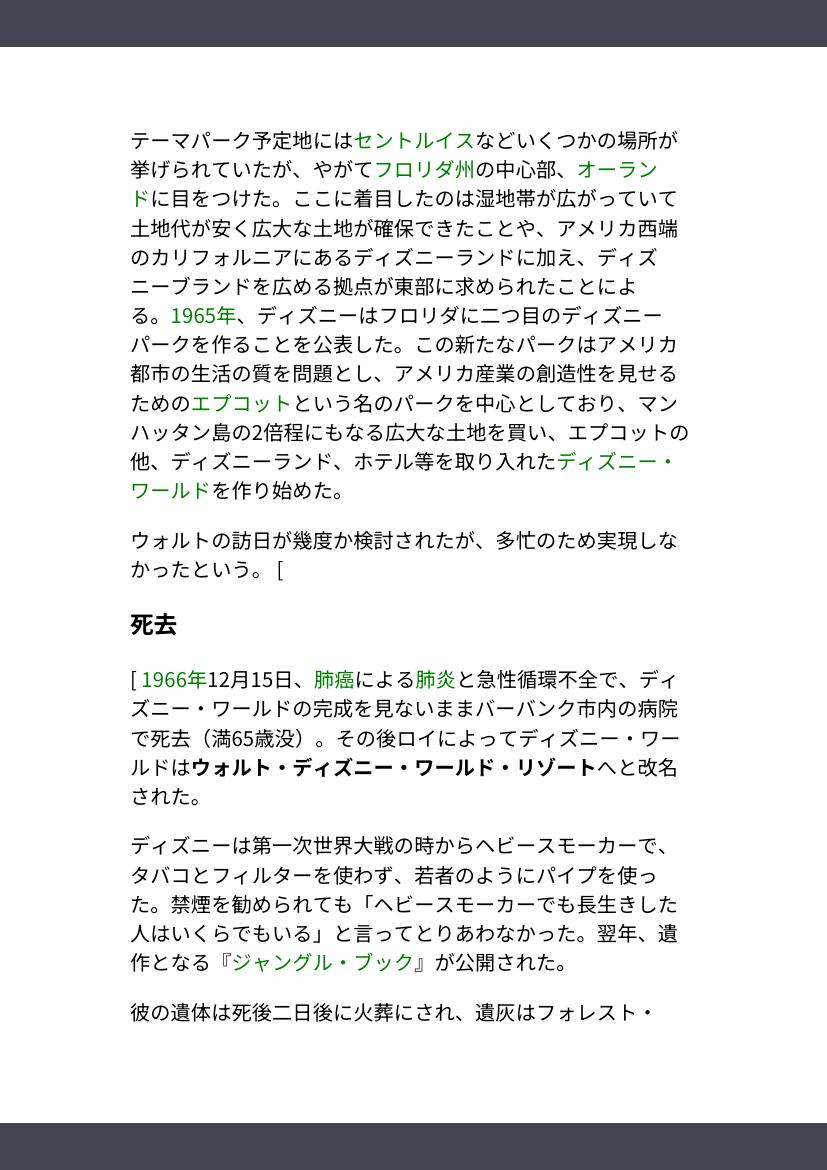 テーマパーク予定地にはセントルイスなどいくつかの場所が
挙げられていたが、やがてフロリダ州の中心部、オーラン
ドに目をつけた。ここに着目したのは湿地帯が広がっていて
土地代が安く広大な土地が確保できたことや、アメリカ西端
のカリフォルニアにあるディズニーランドに加え、ディズ
ニーブランドを広める拠点が東部に求められたことによ
る。1965年、ディズニーはフロリダに二つ目のディズニー
パークを作ることを公表した。この新たなパークはアメリカ
都市の生活の質を問題とし、アメリカ産業の創造性を見せる
ためのエプコットという名のパークを中心としており、マン
ハッタン島の2倍程にもなる広大な土地を買い、エプコットの
他、ディズニーランド、ホテル等を取り入れたディズニー・
ワールドを作り始めた。
ウォルトの訪日が幾度か検討されたが、多忙のため実現しな
かったという。 [
死去
[ 1966年12月15日、肺癌による肺炎と急性循環不全で、ディ
ズニー・ワールドの完成を見ないままバーバンク市内の病院
で死去（満65歳没）。その後ロイによってディズニー・ワー
ルドはウォルト・ディズニー・ワールド・リゾートへと改名
された。
ディズニーは第一次世界大戦の時からヘビースモーカーで、
タバコとフィルターを使わず、若者のようにパイプを使っ
た。禁煙を勧められても「ヘビースモーカーでも長生きした
人はいくらでもいる」と言ってとりあわなかった。翌年、遺
作となる『ジャングル・ブック』が公開された。
彼の遺体は死後二日後に火葬にされ、遺灰はフォレスト・